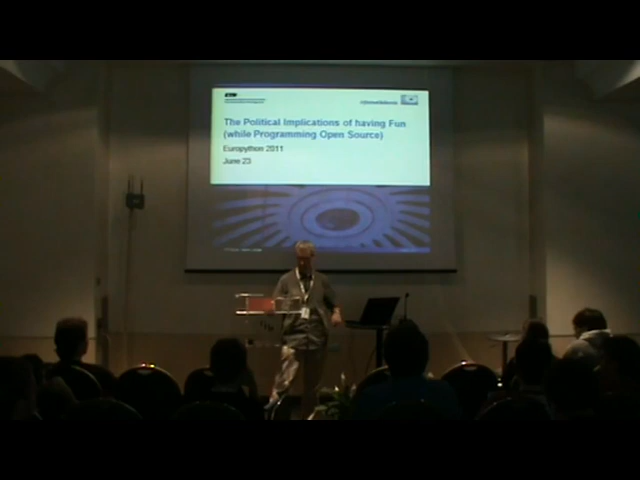 The Political Implications of having Fun
(while Programming Open Source)
Europython 2011
June 23